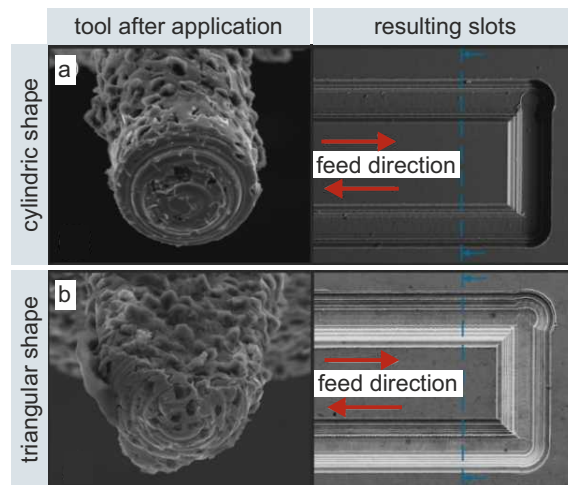 tool after application
resulting slots
cylindric shape
a
feed direction
triangular shape
b
feed direction